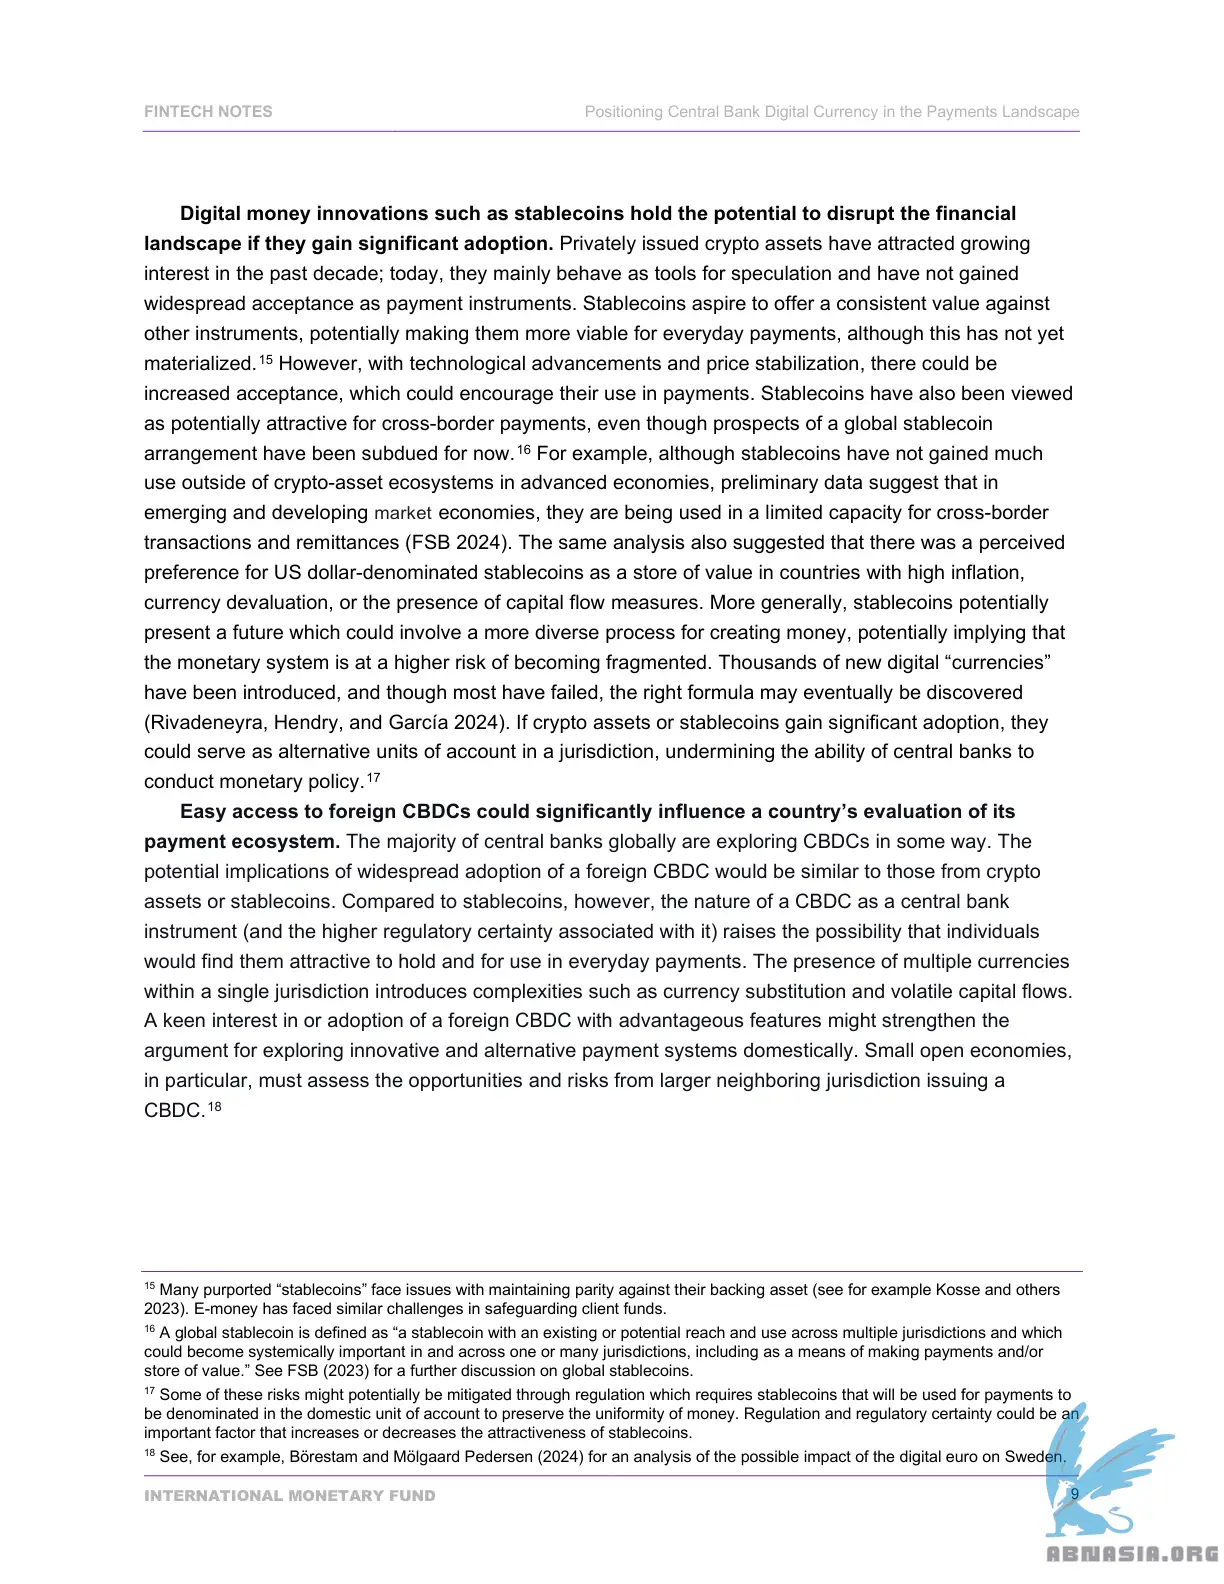 FINTECH NOTES
Positioning Central Bank Digital Currency in the Payments Landscape
Digital money innovations such as stablecoins hold the potential to disrupt the financial
landscape if they gain significant adoption. Privately issued crypto assets have attracted growing
interest in the past decade; today, they mainly behave as tools for speculation and have not gained
widespread acceptance as payment instruments. Stablecoins aspire to offer a consistent value against
other instruments, potentially making them more viable for everyday payments, although this has not yet
materialized.15 However, with technological advancements and price stabilization, there could be
increased acceptance, which could encourage their use in payments. Stablecoins have also been viewed
as potentially attractive for cross-border payments, even though prospects of a global stablecoin
arrangement have been subdued for now.16 For example, although stablecoins have not gained much
use outside of crypto-asset ecosystems in advanced economies, preliminary data suggest that in
emerging and developing market economies, they are being used in a limited capacity for cross-border
transactions and remittances (FSB 2024). The same analysis also suggested that there was a perceived
preference for US dollar-denominated stablecoins as a store of value in countries with high inflation,
currency devaluation, or the presence of capital flow measures. More generally, stablecoins potentially
present a future which could involve a more diverse process for creating money, potentially implying that
the monetary system is at a higher risk of becoming fragmented. Thousands of new digital “currencies”
have been introduced, and though most have failed, the right formula may eventually be discovered
(Rivadeneyra, Hendry, and García 2024). If crypto assets or stablecoins gain significant adoption, they
could serve as alternative units of account in a jurisdiction, undermining the ability of central banks to
conduct monetary policy.17
Easy access to foreign CBDCs could significantly influence a country’s evaluation of its
payment ecosystem. The majority of central banks globally are exploring CBDCs in some way. The
potential implications of widespread adoption of a foreign CBDC would be similar to those from crypto
assets or stablecoins. Compared to stablecoins, however, the nature of a CBDC as a central bank
instrument (and the higher regulatory certainty associated with it) raises the possibility that individuals
would find them attractive to hold and for use in everyday payments. The presence of multiple currencies
within a single jurisdiction introduces complexities such as currency substitution and volatile capital flows.
A keen interest in or adoption of a foreign CBDC with advantageous features might strengthen the
argument for exploring innovative and alternative payment systems domestically. Small open economies,
in particular, must assess the opportunities and risks from larger neighboring jurisdiction issuing a
CBDC.18
15 Many purported “stablecoins” face issues with maintaining parity against their backing asset (see for example Kosse and others
2023). E-money has faced similar challenges in safeguarding client funds.
16 A global stablecoin is defined as “a stablecoin with an existing or potential reach and use across multiple jurisdictions and which
could become systemically important in and across one or many jurisdictions, including as a means of making payments and/or
store of value.” See FSB (2023) for a further discussion on global stablecoins.
17 Some of these risks might potentially be mitigated through regulation which requires stablecoins that will be used for payments to
be denominated in the domestic unit of account to preserve the uniformity of money. Regulation and regulatory certainty could be an
important factor that increases or decreases the attractiveness of stablecoins.
18 See, for example, Börestam and Mölgaard Pedersen (2024) for an analysis of the possible impact of the digital euro on Sweden.
INTERNATIONAL MONETARY FUND
9
ABNASIA.ORG